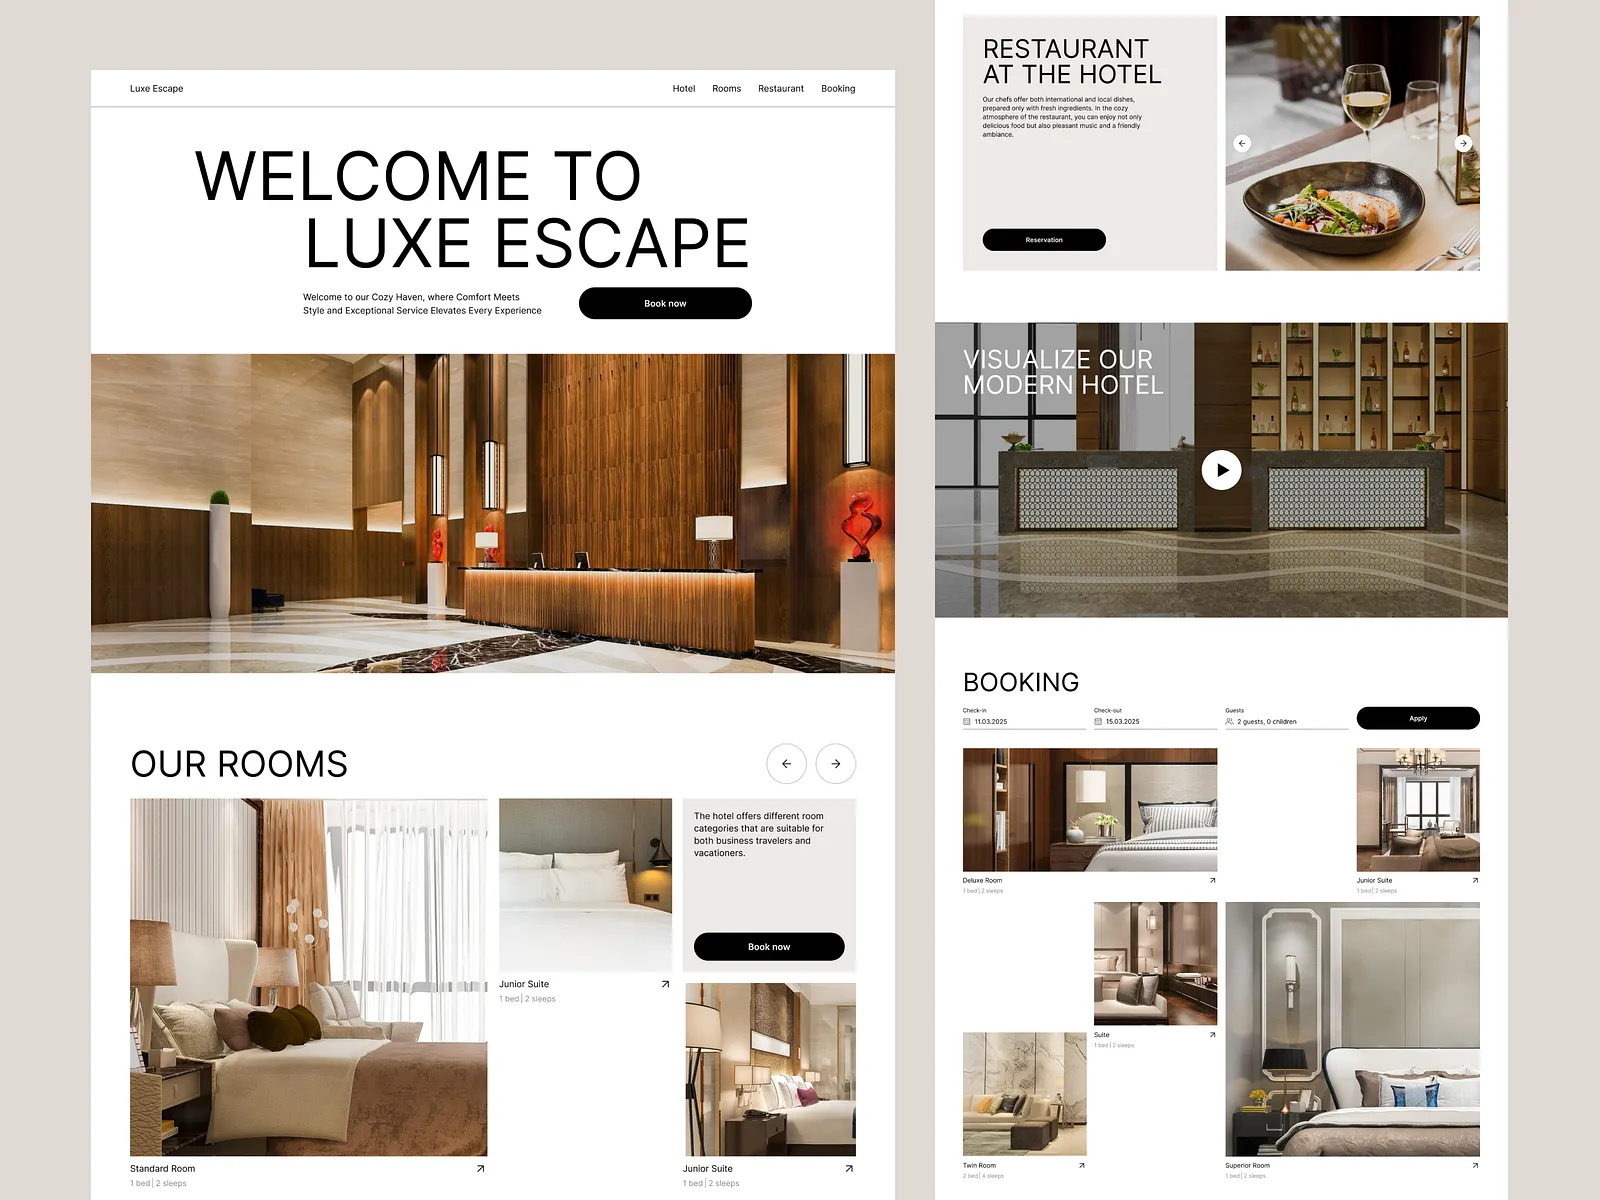 Luxe Escape
Hotel
Rooms
Restaurant
Booking
WELCOME TO
LUXE ESCAPE
Welcome to our Cozy Haven, where Comfort Meets
Style and Exceptional Service Elevates Every Experience
Book now
OUR ROOMS
The hotel offers different room
categories that are suitable for
both business travelers and
vacationers.
Book now
Junior Suite
1 bed | 2 sleeps
Standard Room
1 bed | 2 sleeps
Junior Suite
1 bed | 2 sleeps
RESTAURANT
AT THE HOTEL
Our chefs offer both international and local dishes,
prepared only with fresh ingredients. In the cozy
atmosphere of the restaurant, you can enjoy not only
delicious food but also pleasant music and a friendly
ambiance.
Reservation
VISUALIZE OUR
MODERN HOTEL
BOOKING
Check-in
11.03.2025
Check-out
15.03.2025
Guests
2 guests, 0 children
Apply
Deluxe Room
1 bed | 2 sleeps
Junior Suite
1 bed | 2 sleeps
Suite
1 bed | 2 sleeps
Twin Room
2 bed | 4 sleeps
Superior Room
1 bed | 2 sleeps